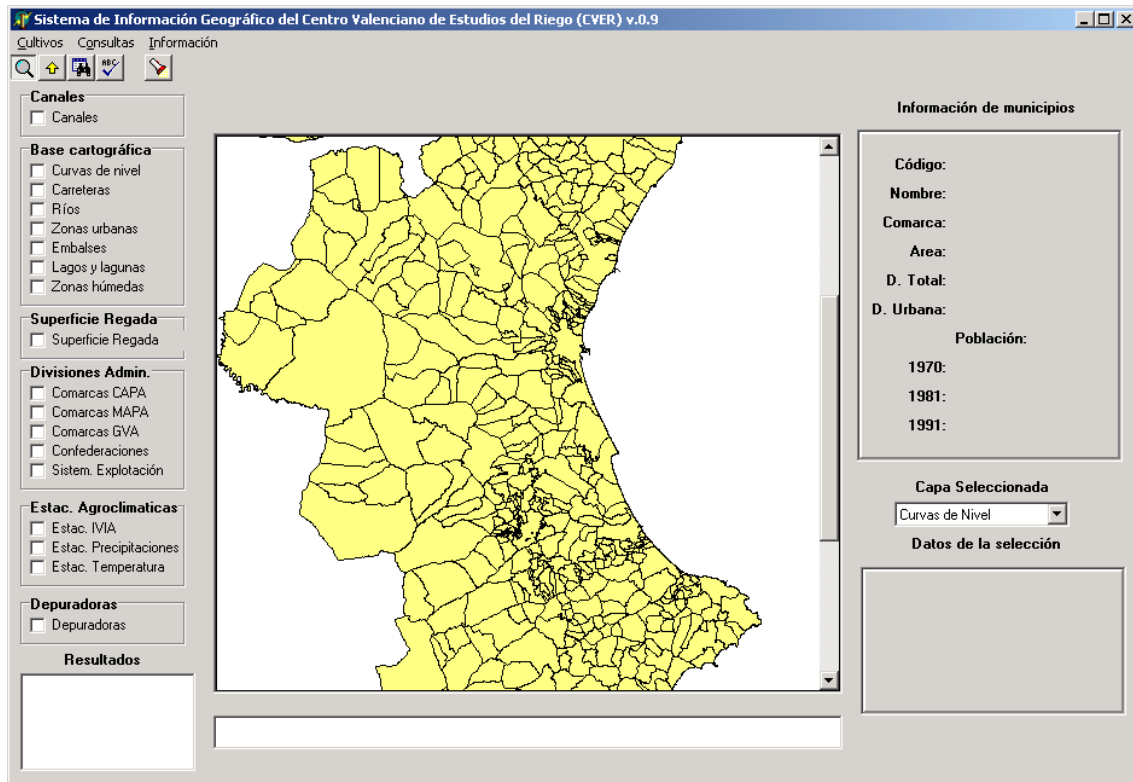 Sistema de Información Geográfico del Centro Valenciano de Estudios del Riego (CVER) v.0.9
Cultivos Consultas Información
ABC
Canales
Canales
Base cartográfica
Curvas de nivel
Carreteras
Ríos
Zonas urbanas
Embalses
Lagos y lagunas
Zonas húmedas
Superficie Regada
Superficie Regada
Divisiones Admin.
Comarcas CAPA
Comarcas MAPA
Comarcas GVA
Confederaciones
Sistem. Explotación
Estac. Agroclimaticas
Estac. IVIA
Estac. Precipitaciones
Estac. Temperatura
Depuradoras
Depuradoras
Resultados
Información de municipios
Código:
Nombre:
Comarca:
Area:
D. Total:
D. Urbana:
Población:
1970:
1981:
1991:
Capa Seleccionada
Curvas de Nivel
Datos de la selección